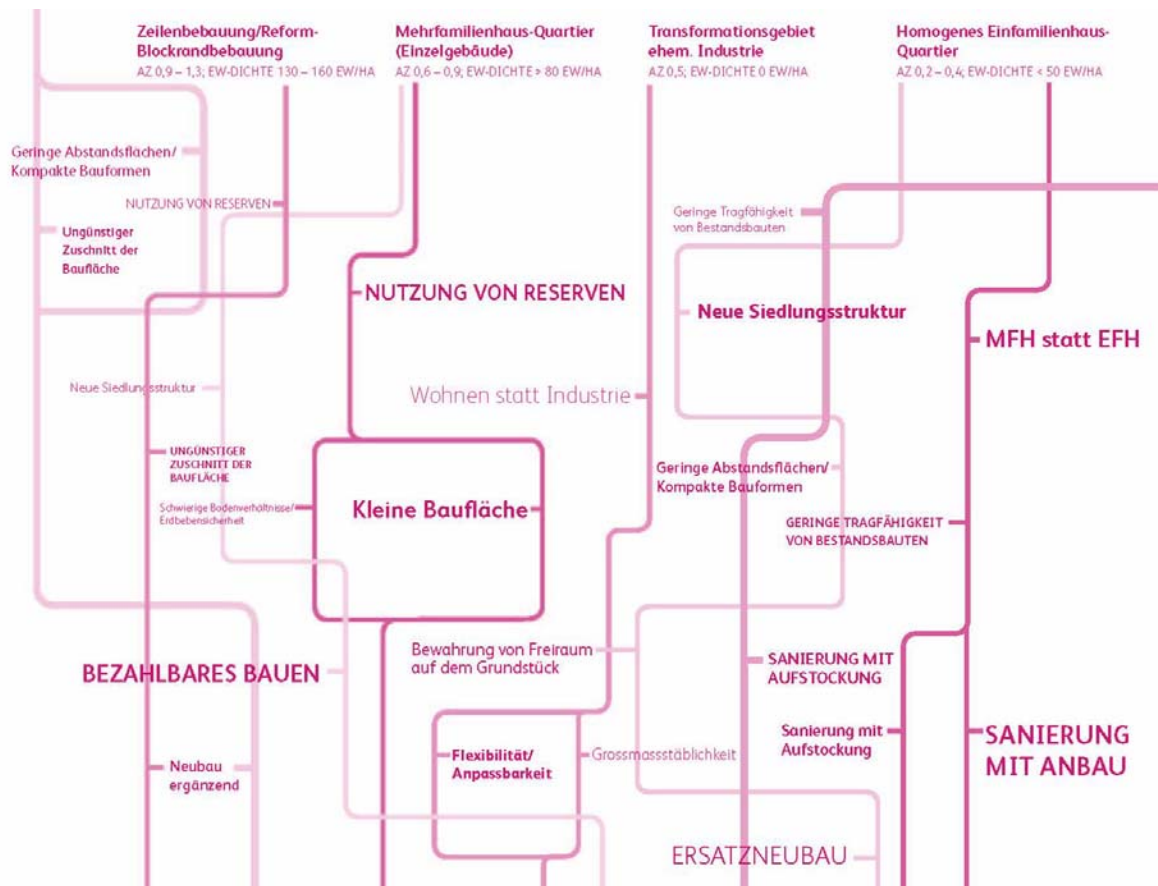 Zeilenbebauung/Reform-
Blockrandbebauung
AZ 0,9 – 1,3; EW-DICHTE 130 – 160 EW/HA
Mehrfamilienhaus-Quartier
(Einzelgebäude)
AZ 0,6 – 0,9; EW-DICHTE > 80 EW/HA
Transformationsgebiet
ehem. Industrie
AZ 0,5; EW-DICHTE 0 EW/HA
Homogenes Einfamilienhaus-
Quartier
AZ 0,2 – 0,4; EW-DICHTE < 50 EW/HA
Geringe Abstandsflächen/
Kompakte Bauformen
NUTZUNG VON RESERVEN
Geringe Tragfähigkeit
von Bestandsbauten
Ungünstiger
Zuschnitt der
Baufläche
NUTZUNG VON RESERVEN
Neue Siedlungsstruktur
MFH statt EFH
Neue Siedlungsstruktur
Wohnen statt Industrie
UNGÜNSTIGER
ZUSCHNITT DER
BAUFLÄCHE
Geringe Abstandsflächen/
Kompakte Bauformen
Schwierige Bodenverhältnisse/
Erdbebensicherheit
Kleine Baufläche
GERINGE TRAGFÄHIGKEIT
VON BESTANDSBAUTEN
Bewahrung von Freiraum
auf dem Grundstück
BEZAHLBARES BAUEN
SANIERUNG MIT
AUFSTOCKUNG
Sanierung mit
Aufstockung
SANIERUNG
MIT ANBAU
Flexibilität/
Anpassbarkeit
Grossmassstäblichkeit
Neubau
ergänzend
ERSATZNEUBAU